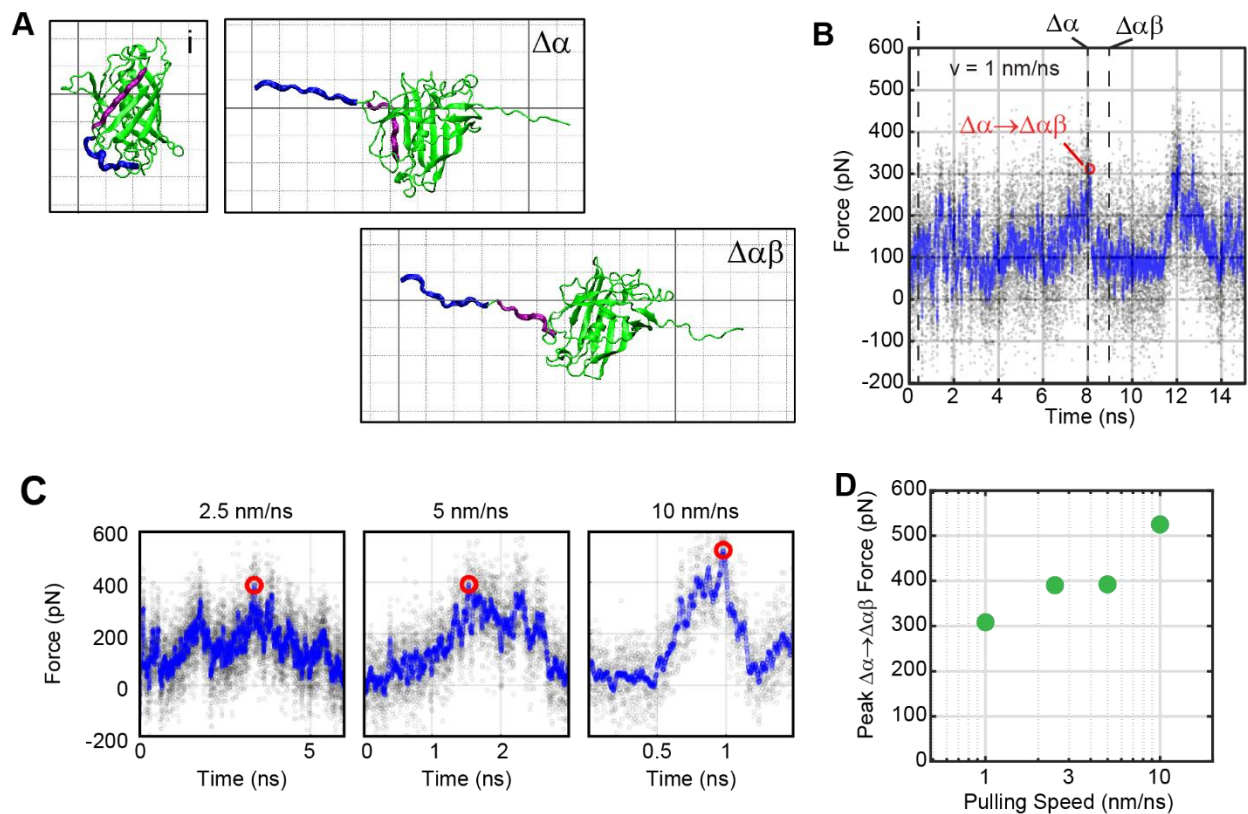 A
i
Δα
Δαβ
B
i
Δα
Δαβ
v = 1 nm/ns
Δα→Δαβ
Force (pN)
600
500
400
300
200
100
0
-100
-200
0 2 4 6 8 10 12 14
Time (ns)
C
2.5 nm/ns
5 nm/ns
10 nm/ns
Force (pN)
600
400
200
0
-200
0 5
0 1 2
0.5 1
Time (ns)
Time (ns)
Time (ns)
D
Peak Δα→Δαβ Force (pN)
600
500
400
300
200
100
0
1 3 10
Pulling Speed (nm/ns)